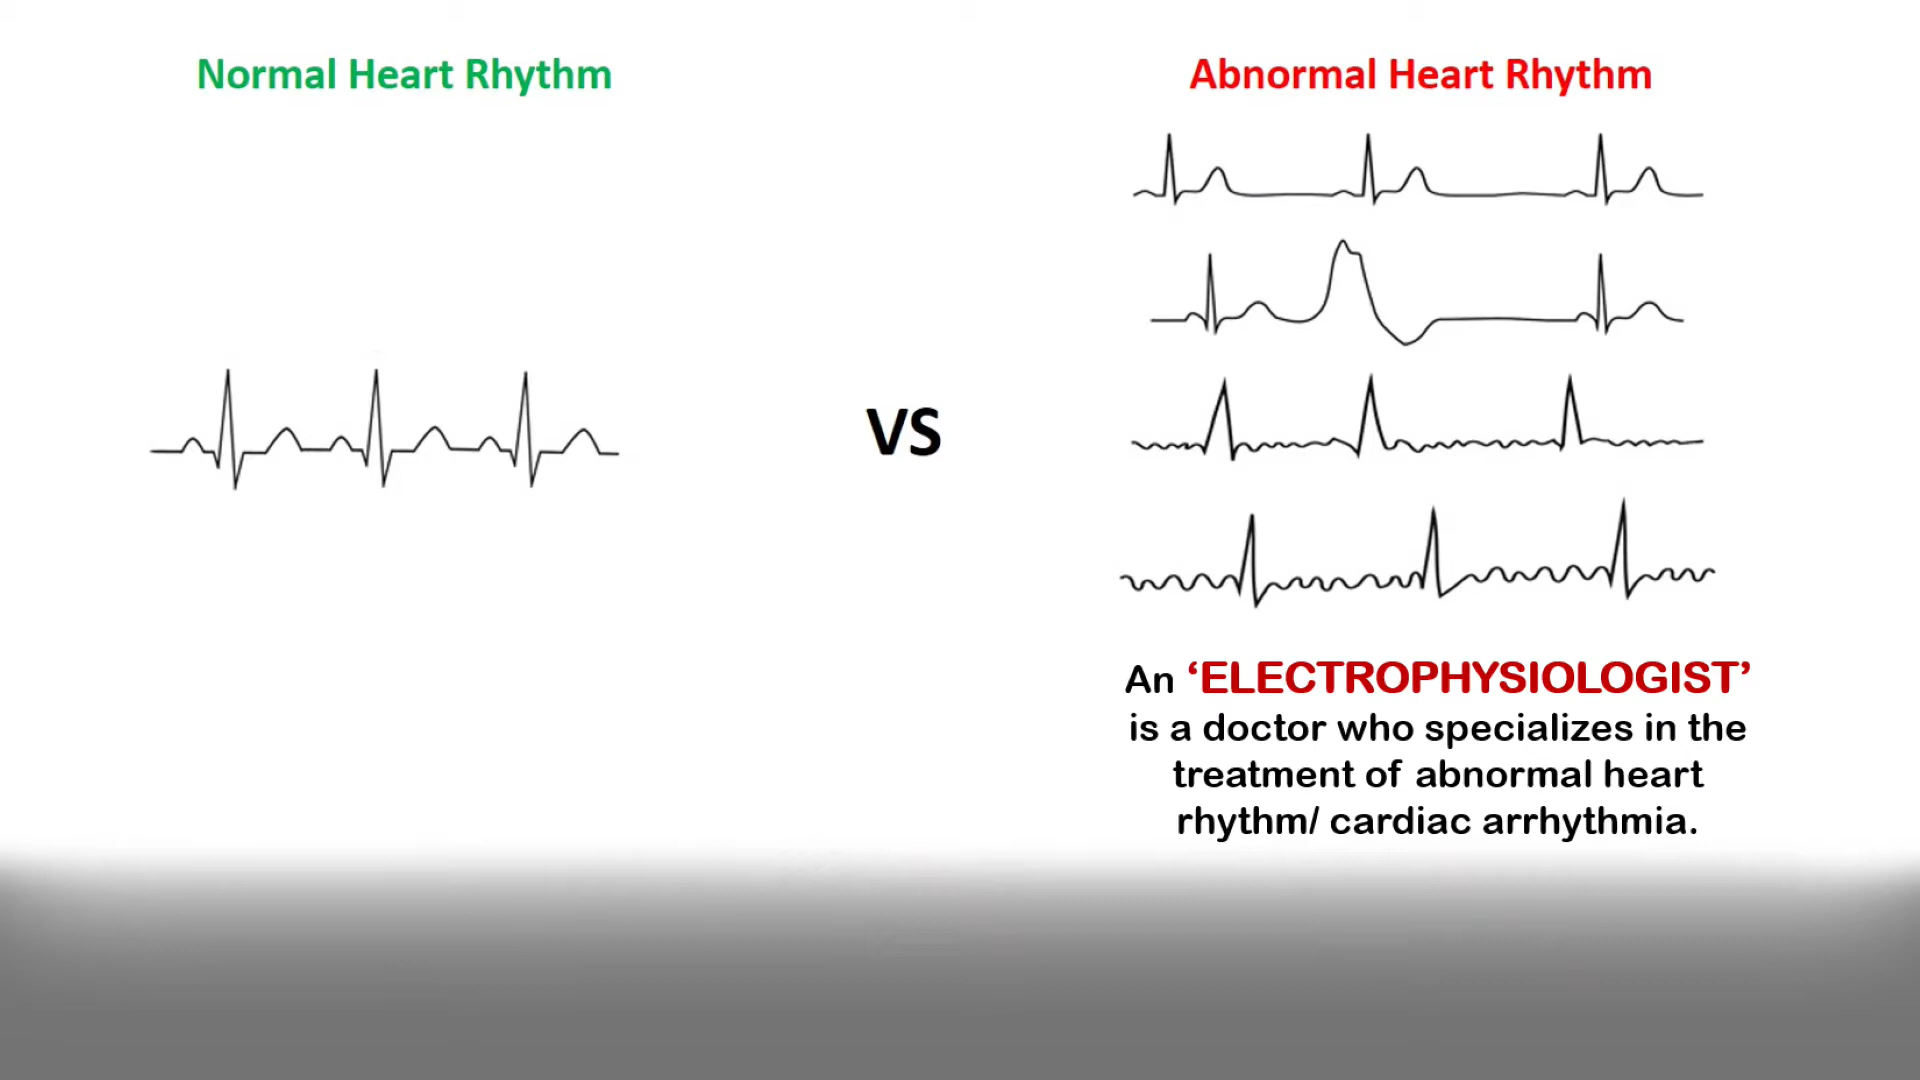 Normal Heart Rhythm
Abnormal Heart Rhythm
VS
An ‘ELECTROPHYSIOLOGIST’
is a doctor who specializes in the
treatment of abnormal heart
rhythm/ cardiac arrhythmia.